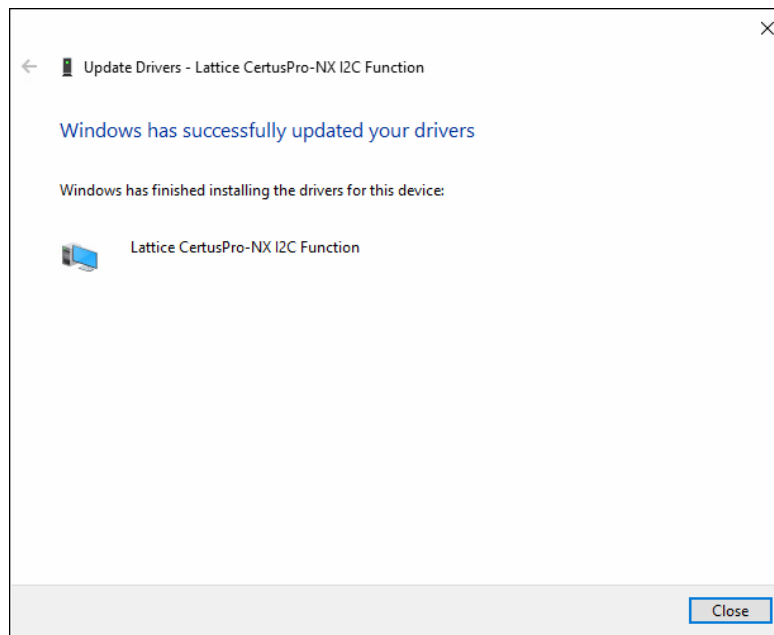 Update Drivers - Lattice CertusPro-NX I2C Function
Windows has successfully updated your drivers
Windows has finished installing the drivers for this device:
Lattice CertusPro-NX I2C Function
Close